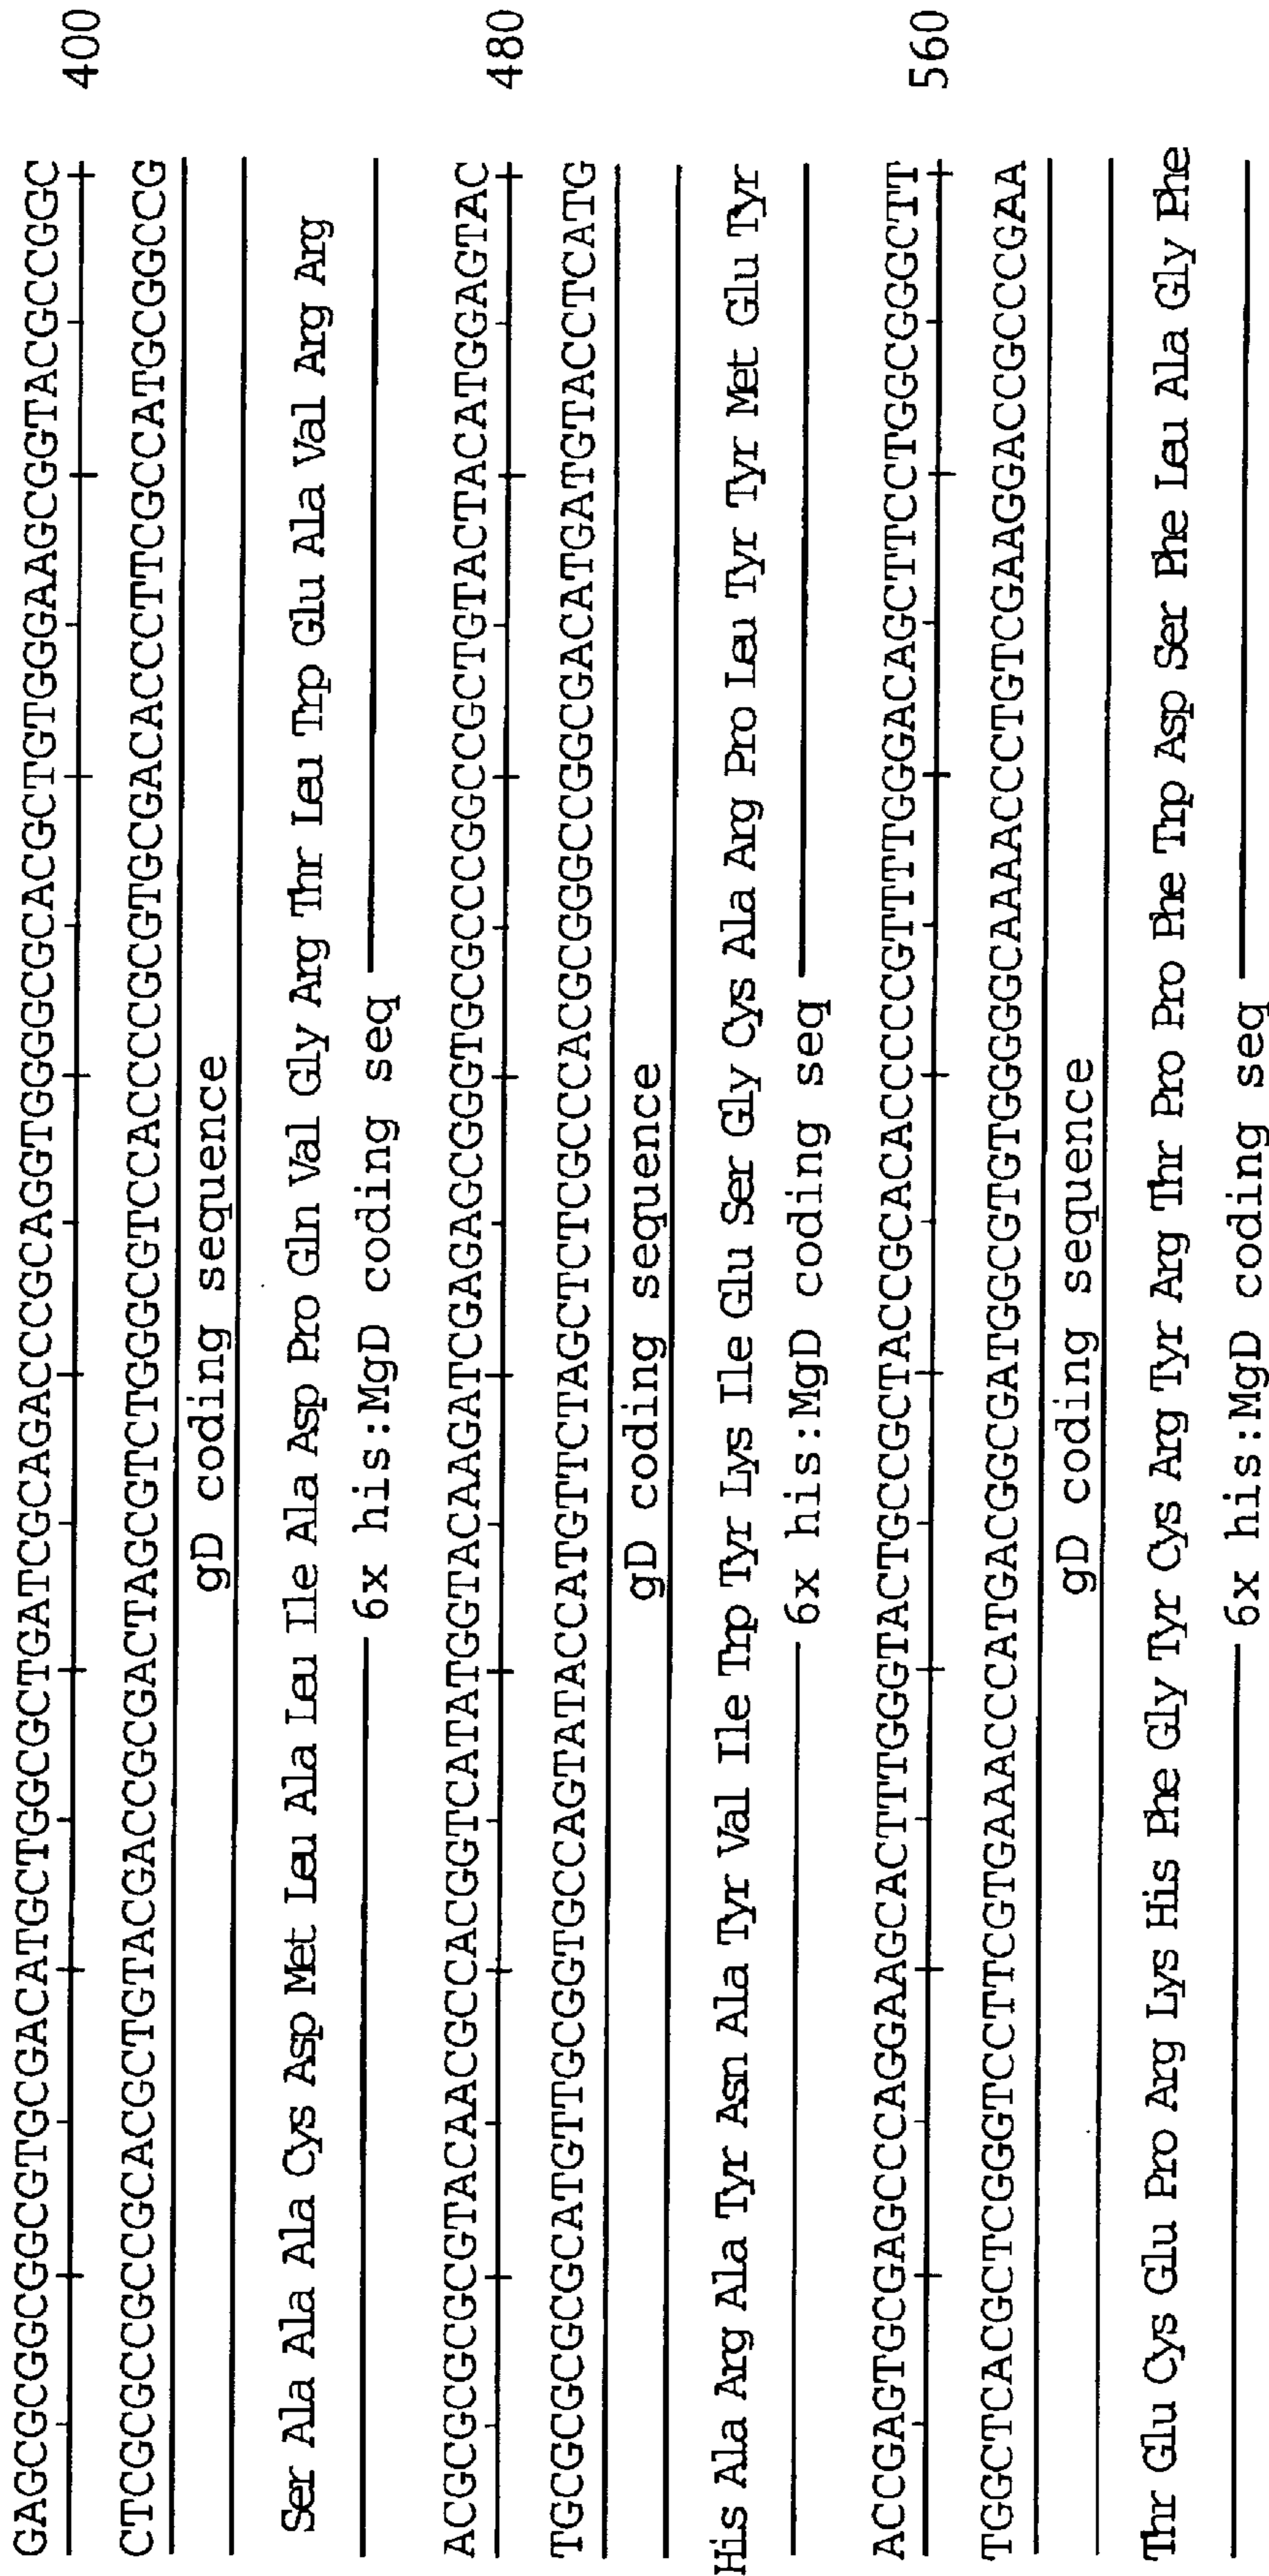 GAGCGCGGCGGCGTGCGACATGCTGGCGCTGATCGCAGACCCGCAGGTGGGGCGCACGCTGTGGGAAGCGGTACGCCGGC
400
CTCGCGCCGCCGCACGCTGTACGACCGCGACTAGCGTCTGGGCGTCCACCCCGCGTGCGACACCCTTCGCCATGCGGCCG
gD coding sequence
Ser Ala Ala Ala Cys Asp Met Leu Ala Leu Ile Ala Asp Pro Gln Val Gly Arg Thr Leu Trp Glu Ala Val Arg Arg
6x his:MgD coding seq
ACGCGCGCGTACAACGCCACGGTCATATGGTACAAGATCGAGAGCGGGTGCGCCCGGCCGCTGTACTACATGGAGTAC
480
TGCGCGCGCATGTTGCGGTGCCAGTATACCATGTTCTAGCTCTCGCCCACGCGGGCCGGCGACATGATGTACCTCATG
gD coding sequence
His Ala Arg Ala Tyr Asn Ala Tyr Val Ile Trp Tyr Lys Ile Glu Ser Gly Cys Ala Arg Pro Leu Tyr Tyr Met Glu Tyr
6x his:MgD coding seq
ACCGAGTGCGAGCCCAGGAAGCACTTTGGGTACTGCCGCTACCGCACACCCCCGTTTTGGGACAGCTTCCTGGCGGGCTT
560
TGGCTCACGCTCGGGTCCTTCGTGAAACCCATGACGGCGATGGCGTGTGGGGGCAAAACCCTGTCGAAGGACCGCCCGAA
gD coding sequence
Thr Glu Cys Glu Pro Arg Lys His Phe Gly Tyr Cys Arg Tyr Arg Thr Pro Pro Phe Trp Asp Ser Phe Leu Ala Gly Phe
6x his:MgD coding seq